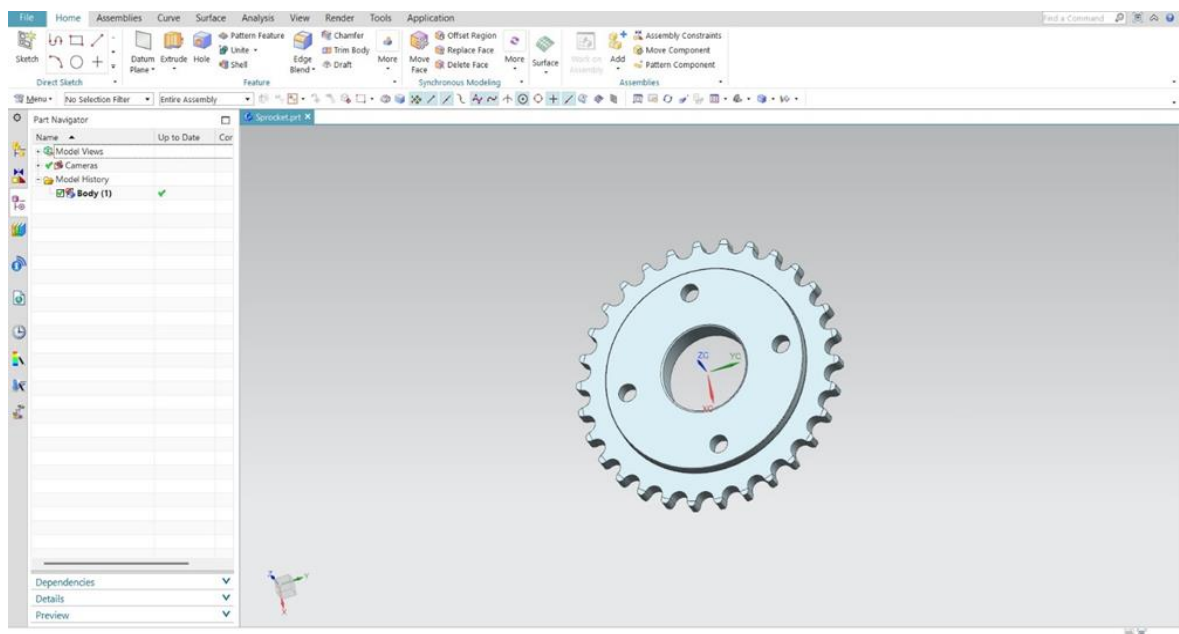 File Home Assemblies Curve Surface Analysis View Render Tools Application Find a Command
Sketch
Direct Sketch
Datum Plane Extrude Hole
Pattern Feature
Unite
Shell
Edge Blend
Chamfer
Trim Body
Draft
More
Feature
Move Face
Offset Region
Replace Face
Delete Face
More
Synchronous Modeling
Surface
Work on Assembly
Add
Assembly Constraints
Move Component
Pattern Component
Assemblies
Menu No Selection Filter Entire Assembly
Part Navigator
Sprocket.prt
Name Up to Date Cor
Model Views
Cameras
Model History
Body (1)
ZC YC
XC
Dependencies
Details
Preview
Z Y
X